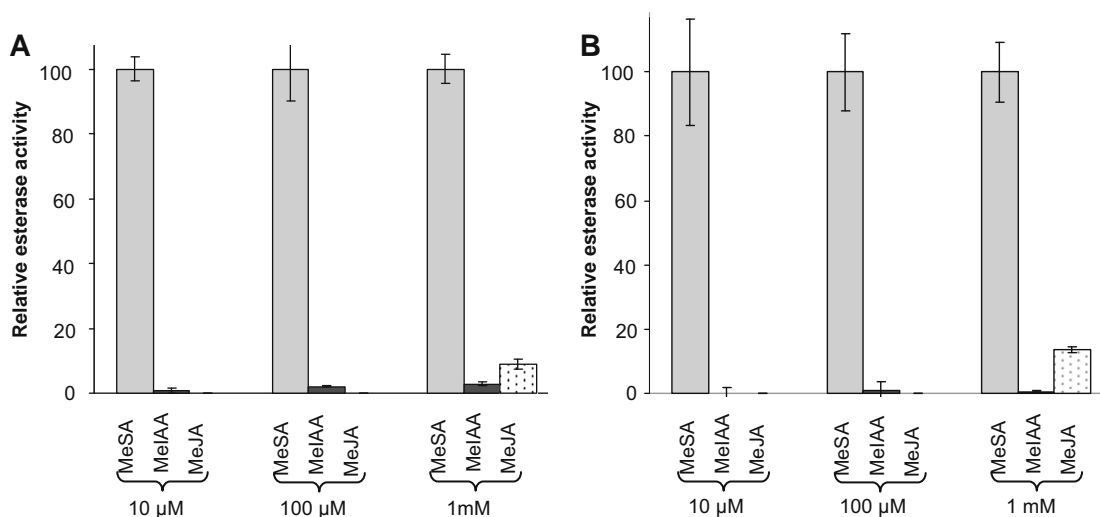 A
Relative esterase activity
100
80
60
40
20
0
MeSA
MeIAA
MeJA
MeSA
MeIAA
MeJA
MeSA
MeIAA
MeJA
10 µM
100 µM
1mM
B
Relative esterase activity
100
80
60
40
20
0
MeSA
MeIAA
MeJA
MeSA
MeIAA
MeJA
MeSA
MeIAA
MeJA
10 µM
100 µM
1 mM